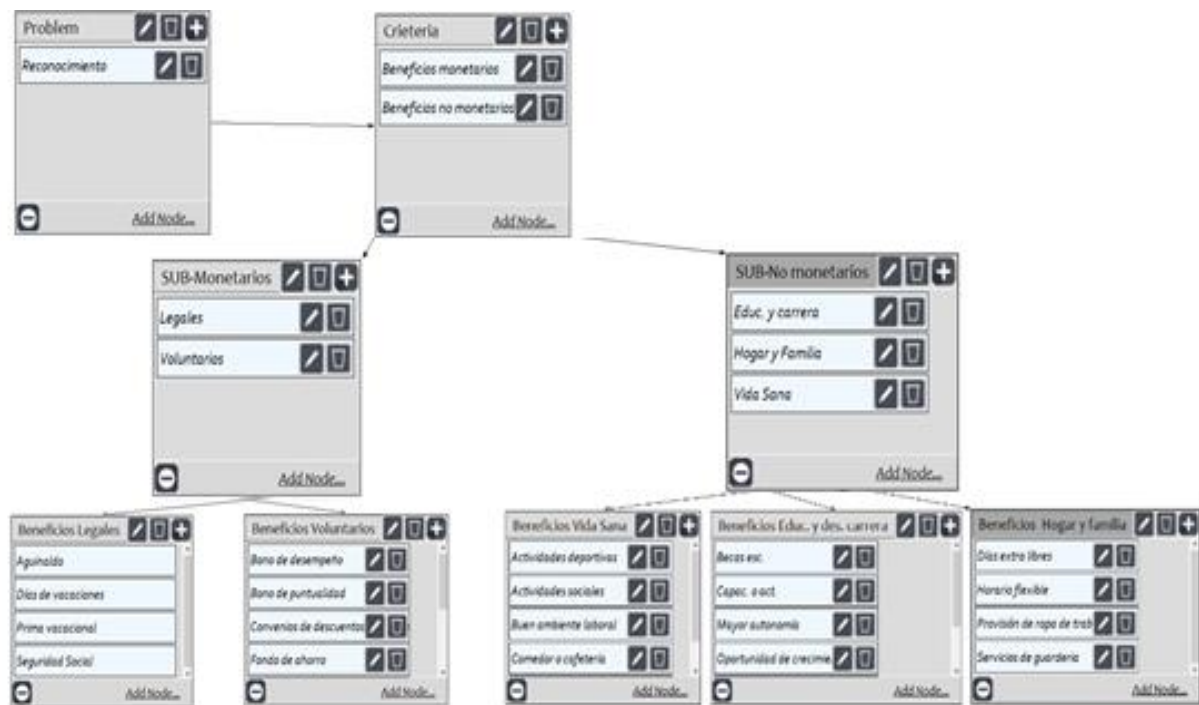 Problem
Reconocimiento
Add Node...
Crieteria
Beneficios monetarios
Beneficios no monetarios
Add Node...
SUB-Monetarios
Legales
Voluntarios
Add Node...
SUB-No monetarios
Educ. y carrera
Hogar y Familia
Vida Sana
Add Node...
Beneficios Legales
Aguinaldo
Días de vacaciones
Prima vacacional
Seguridad Social
Add Node...
Beneficios Voluntarios
Bono de desempeño
Bono de puntualidad
Convenios de descuentos
Fondo de ahorro
Add Node...
Beneficios Vida Sana
Actividades deportivas
Actividades sociales
Buen ambiente laboral
Comedor o cafetería
Add Node...
Beneficios Educ.. y des. carrera
Becas esc.
Capac. o act.
Mayor autonomía
Oportunidad de crecimie
Add Node...
Beneficios Hogar y familia
Días extra libres
Horario flexible
Provisión de ropa de trab
Servicios de guardería
Add Node...